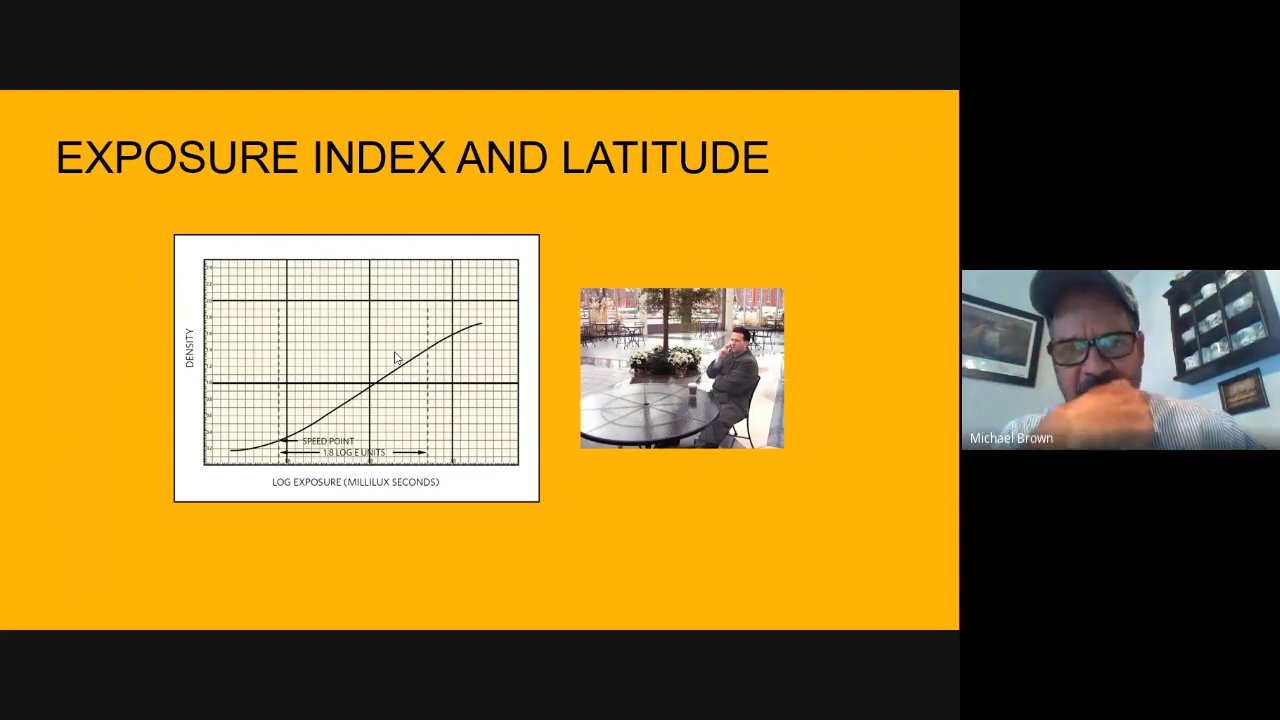 EXPOSURE INDEX AND LATITUDE
DENSITY
SPEED POINT
1.8 LOG E UNITS
LOG EXPOSURE (MILLILUX SECONDS)
Michael Brown